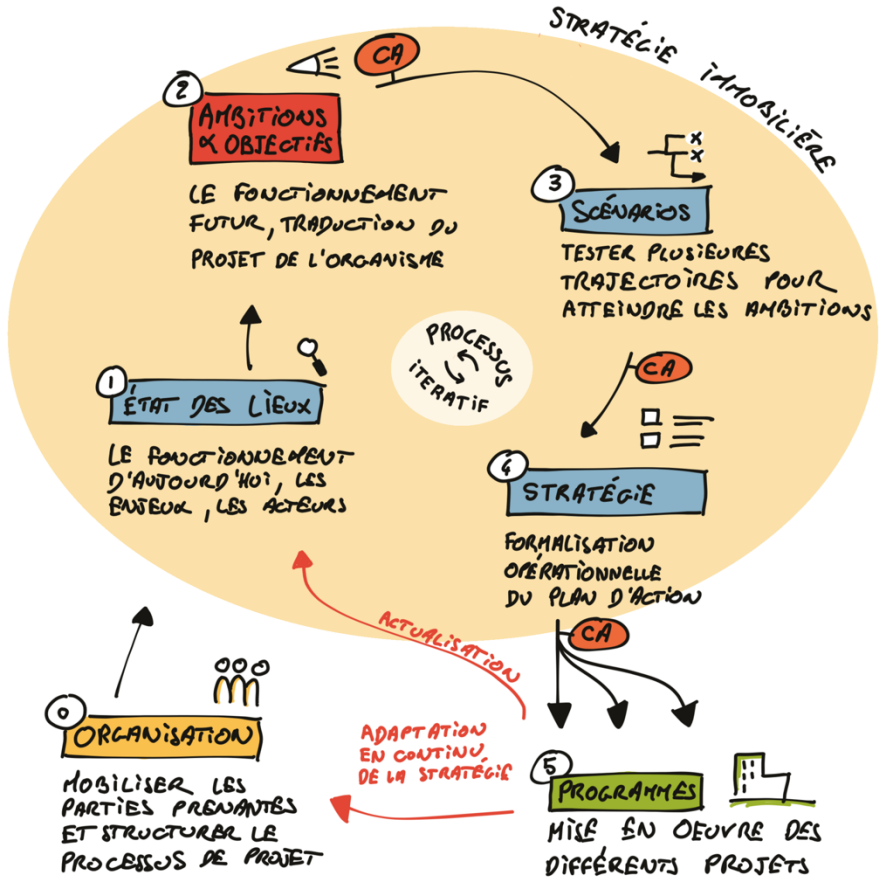 STRATÉGIE IMMOBILIÈRE
CA
2
AMBITIONS
& OBJECTIFS
LE FONCTIONNEMENT
FUTUR, TRADUCTION DU
PROJET DE L'ORGANISME
3
SCÉNARIOS
TESTER PLUSIEURES
TRAJECTOIRES POUR
ATTEINDRE LES AMBITIONS
PROCESSUS
ITERATIF
CA
1
ÉTAT DES LIEUX
LE FONCTIONNEMENT
D'AUJOURD'HUI, LES
ENJEUX, LES ACTEURS
4
STRATÉGIE
FORMALISATION
OPÉRATIONNELLE
DU PLAN D'ACTION
CA
ACTUALISATION
0
ORGANISATION
MOBILISER LES
PARTIES PRENANTES
ET STRUCTURER LE
PROCESSUS DE PROJET
ADAPTATION
EN CONTINU
DE LA STRATÉGIE
5
PROGRAMMES
MISE EN OEUVRE DES
DIFFÉRENTS PROJETS